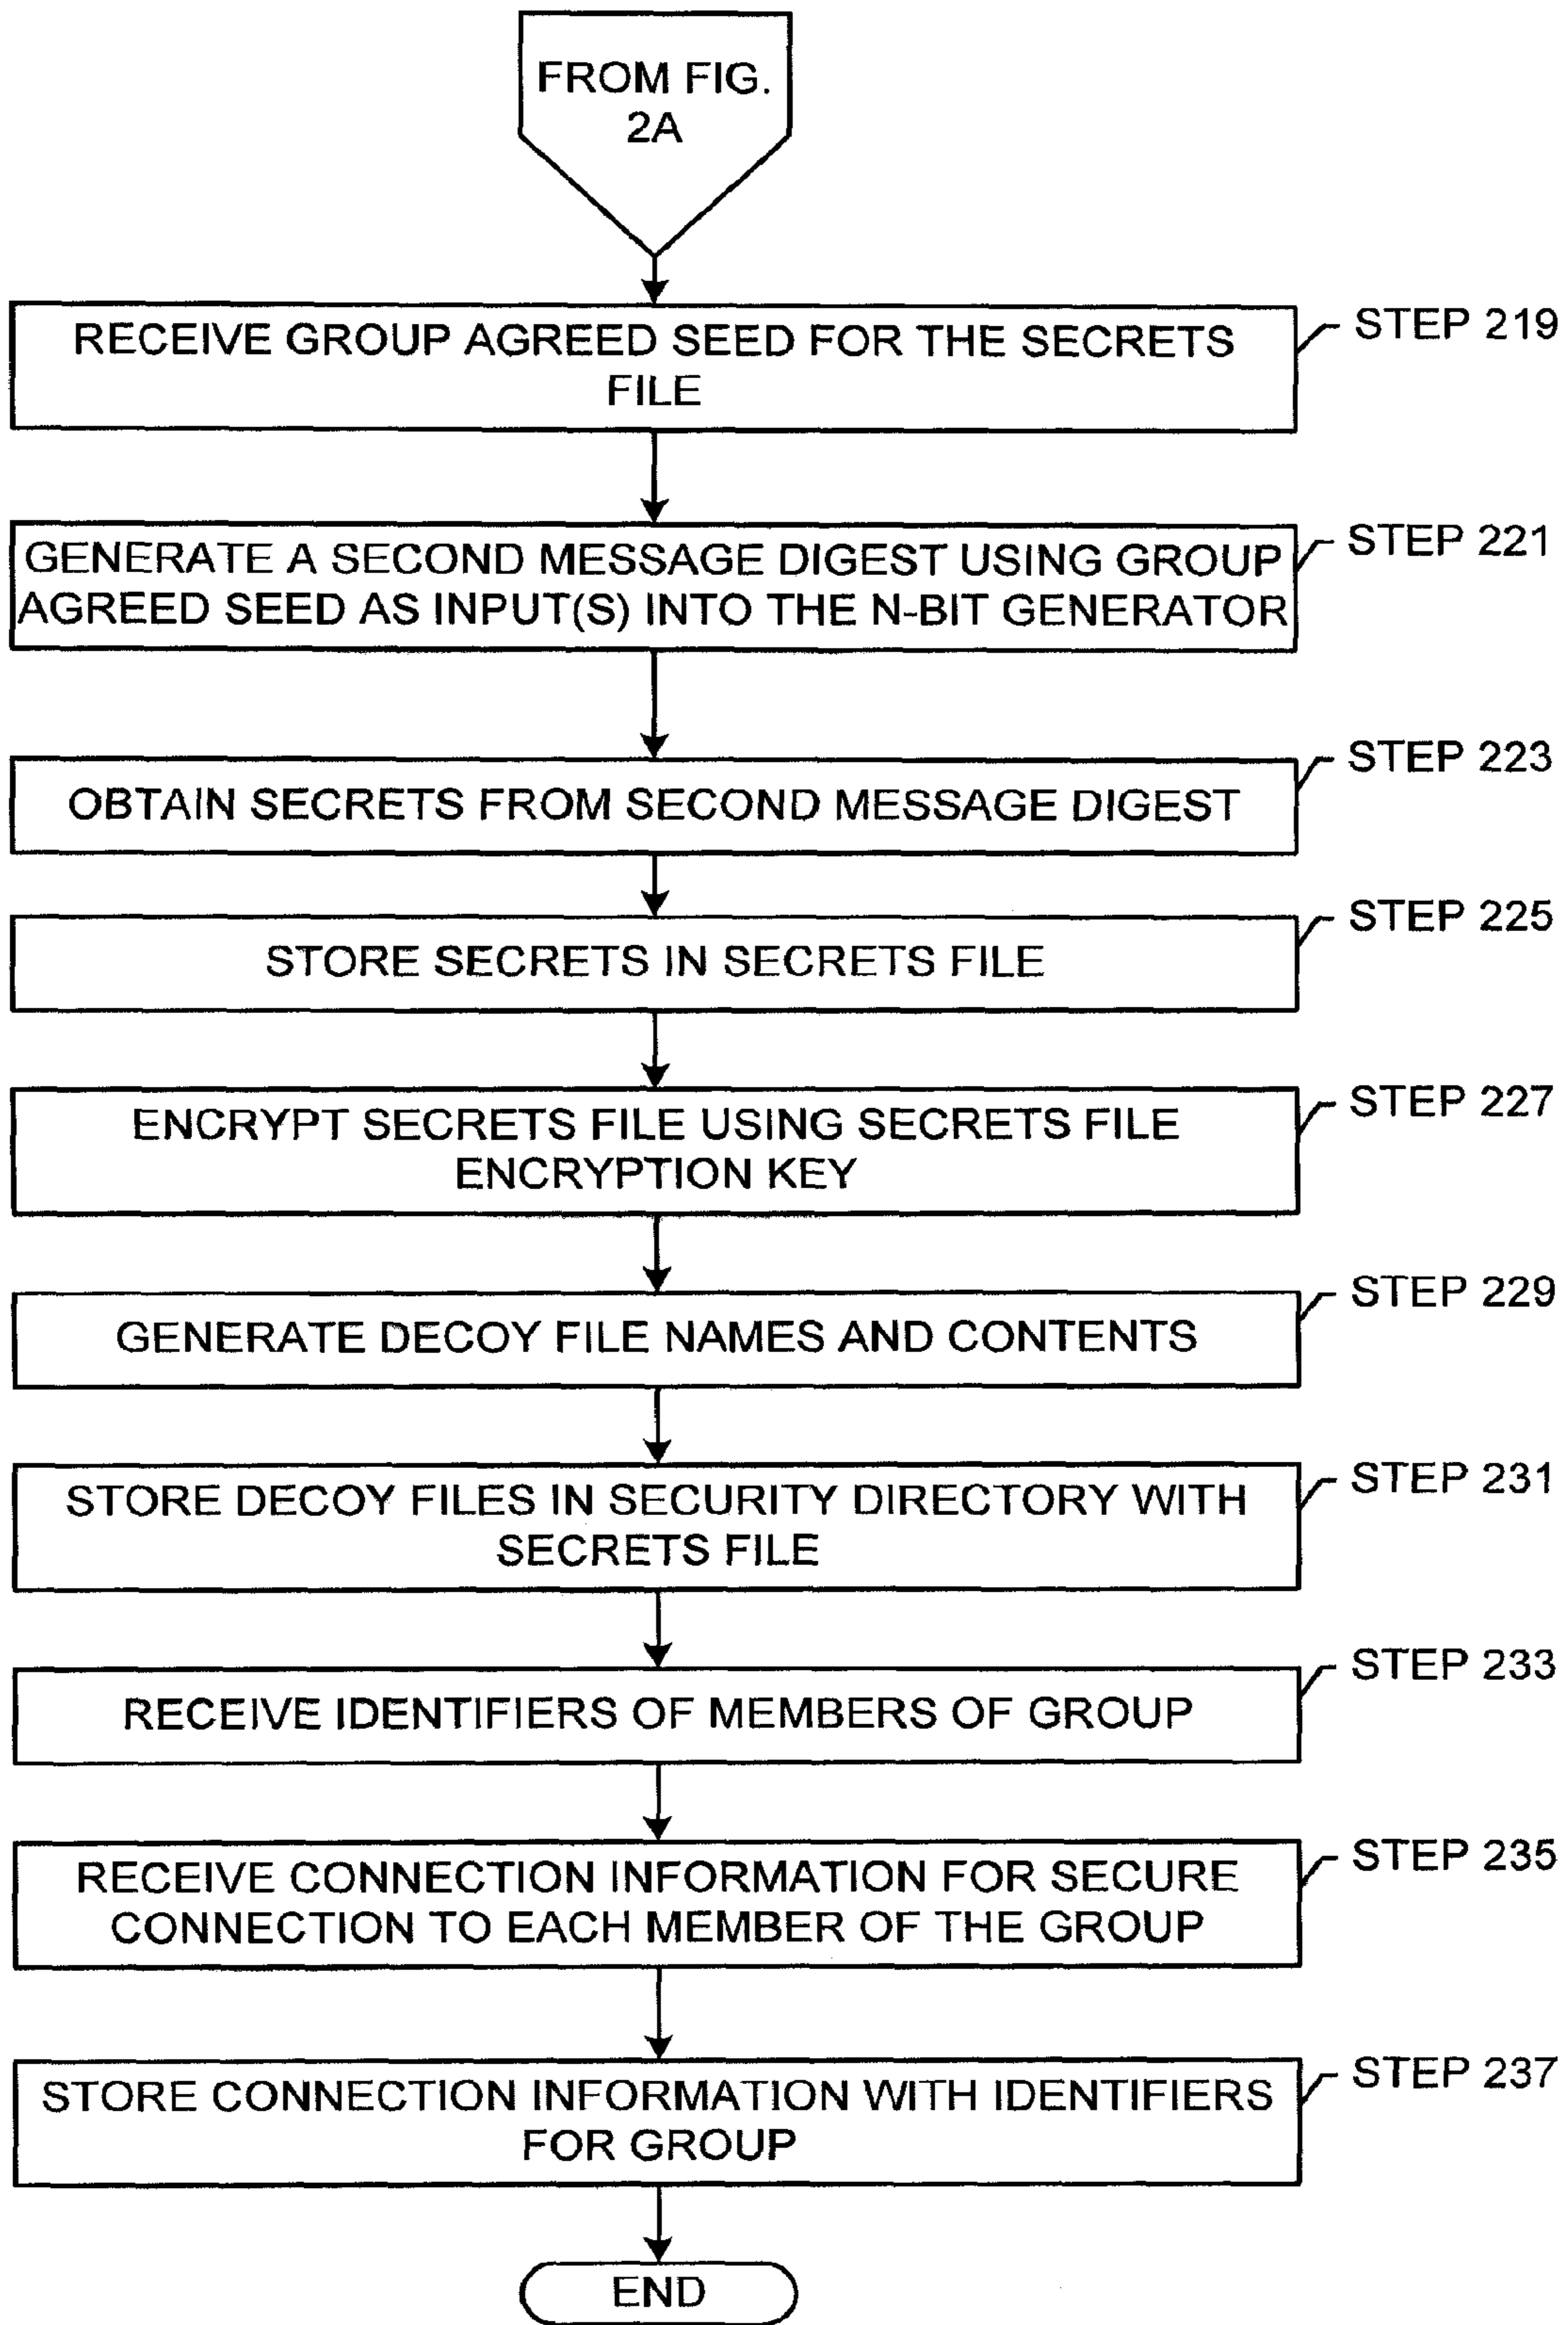 FROM FIG.
2A
RECEIVE GROUP AGREED SEED FOR THE SECRETS
FILE
STEP 219
GENERATE A SECOND MESSAGE DIGEST USING GROUP
AGREED SEED AS INPUT(S) INTO THE N-BIT GENERATOR
STEP 221
OBTAIN SECRETS FROM SECOND MESSAGE DIGEST
STEP 223
STORE SECRETS IN SECRETS FILE
STEP 225
ENCRYPT SECRETS FILE USING SECRETS FILE
ENCRYPTION KEY
STEP 227
GENERATE DECOY FILE NAMES AND CONTENTS
STEP 229
STORE DECOY FILES IN SECURITY DIRECTORY WITH
SECRETS FILE
STEP 231
RECEIVE IDENTIFIERS OF MEMBERS OF GROUP
STEP 233
RECEIVE CONNECTION INFORMATION FOR SECURE
CONNECTION TO EACH MEMBER OF THE GROUP
STEP 235
STORE CONNECTION INFORMATION WITH IDENTIFIERS
FOR GROUP
STEP 237
END